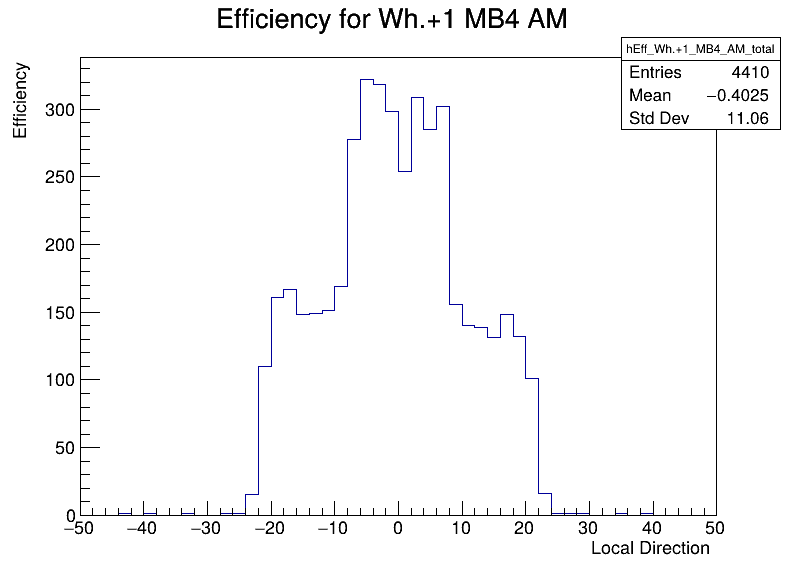 Efficiency for Wh.+1 MB4 AM
hEff_Wh.+1_MB4_AM_total
Entries 4410
Mean −0.4025
Std Dev 11.06
Efficiency
300
250
200
150
100
50
0
−50 −40 −30 −20 −10 0 10 20 30 40 50
Local Direction